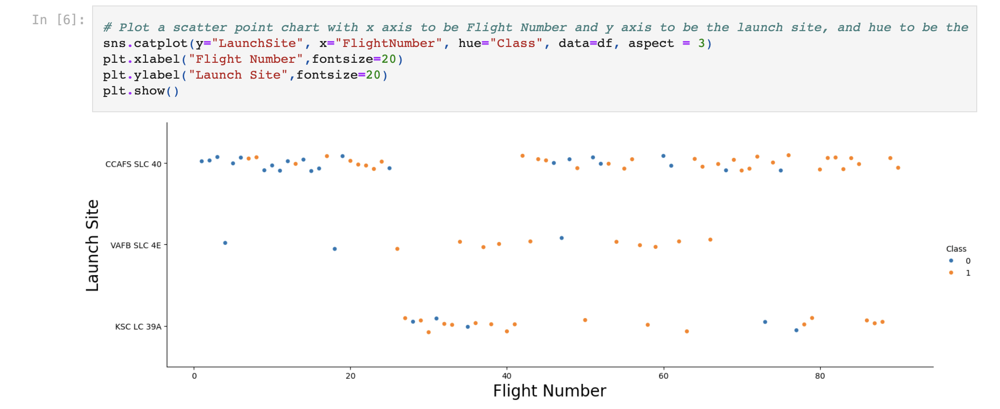 In [6]:
# Plot a scatter point chart with x axis to be Flight Number and y axis to be the launch site, and hue to be the
sns.catplot(y="LaunchSite", x="FlightNumber", hue="Class", data=df, aspect = 3)
plt.xlabel("Flight Number",fontsize=20)
plt.ylabel("Launch Site",fontsize=20)
plt.show()
CCAFS SLC 40
VAFB SLC 4E
KSC LC 39A
Launch Site
Class
0
1
0 20 40 60 80
Flight Number